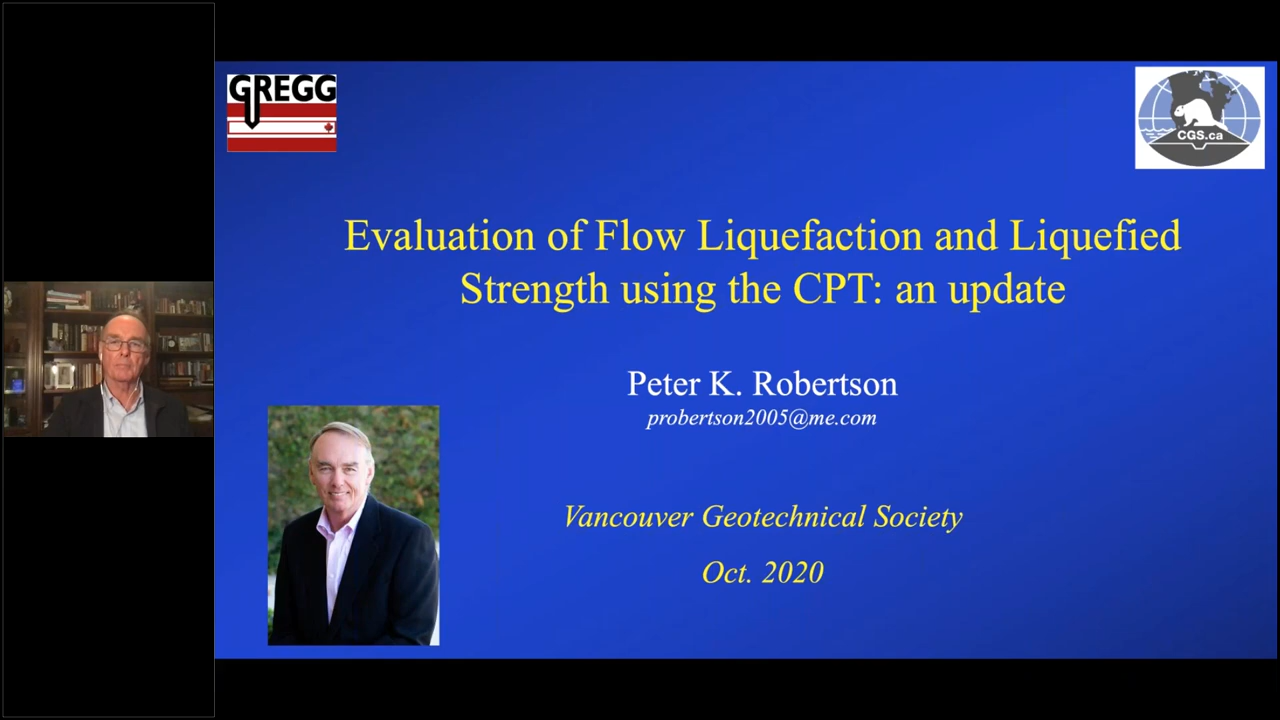 GREGG
CGS.ca
Evaluation of Flow Liquefaction and Liquefied
Strength using the CPT: an update
Peter K. Robertson
probertson2005@me.com
Vancouver Geotechnical Society
Oct. 2020